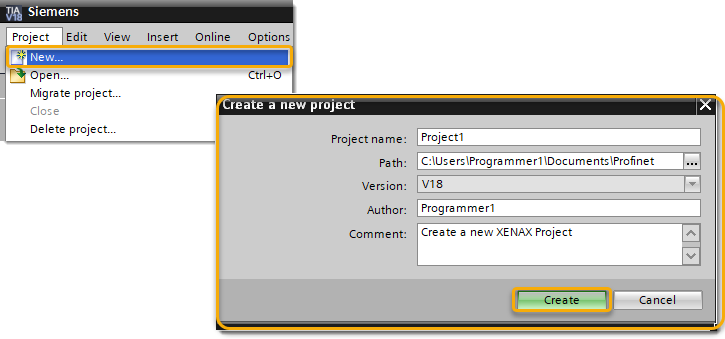 TIA V18 Siemens
Project Edit View Insert Online Options
New...
Open... Ctrl+O
Migrate project...
Close
Delete project...
Create a new project
Project name: Project1
Path: C:\Users\Programmer1\Documents\Profinet ...
Version: V18
Author: Programmer1
Comment: Create a new XENAX Project
Create Cancel